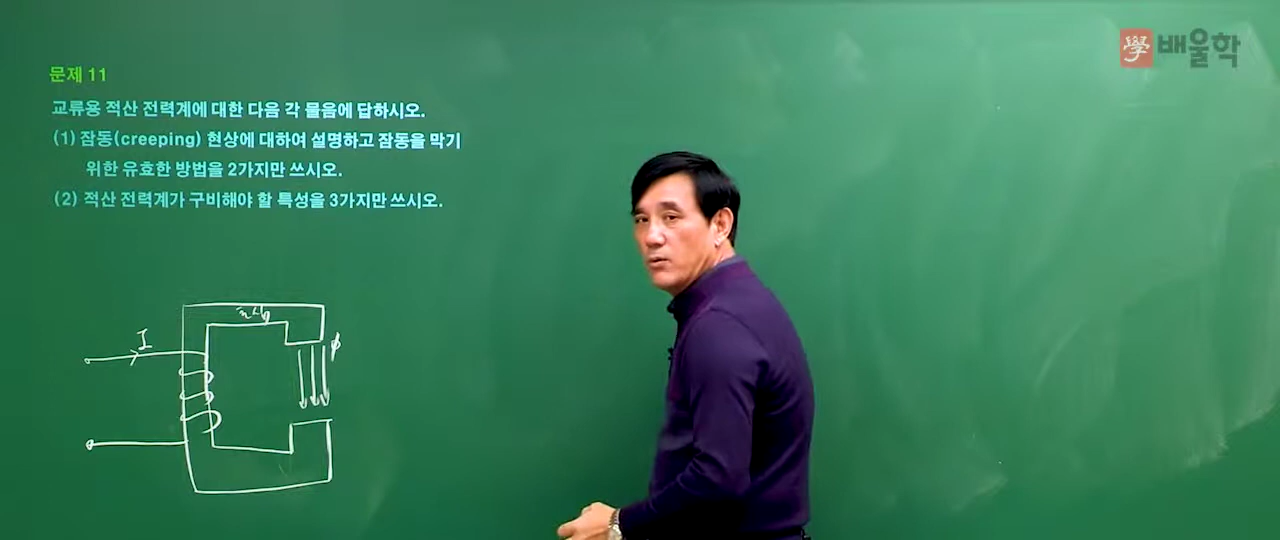 學 배울학
문제 11
교류용 적산 전력계에 대한 다음 각 물음에 답하시오.
(1) 잠동(creeping) 현상에 대하여 설명하고 잠동을 막기
위한 유효한 방법을 2가지만 쓰시오.
(2) 적산 전력계가 구비해야 할 특성을 3가지만 쓰시오.
I
φ